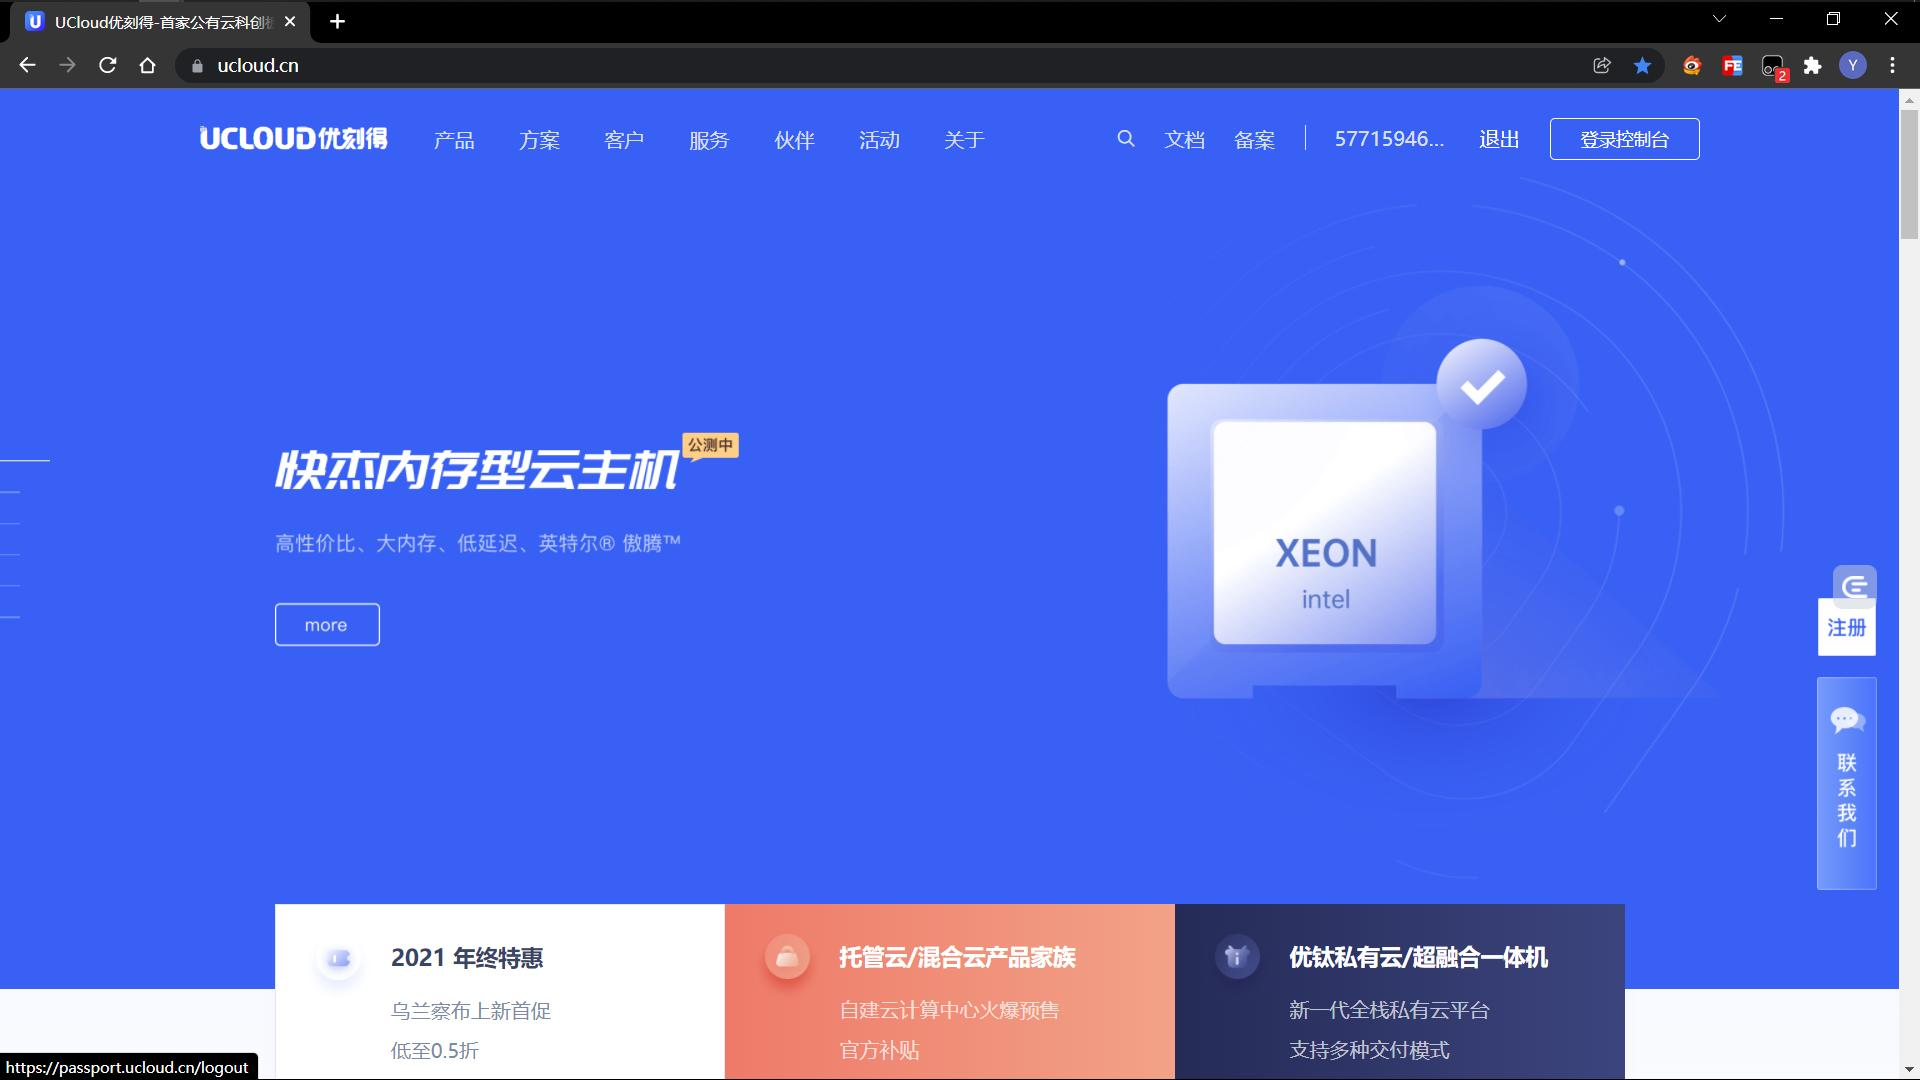 UCloud优刻得-首家公有云科创
ucloud.cn
2
Y
UCLOUD优刻得
产品
方案
客户
服务
伙伴
活动
关于
文档
备案
57715946...
退出
登录控制台
快杰内存型云主机
公测中
高性价比、大内存、低延迟、英特尔® 傲腾™
more
XEON
intel
注册
联系我们
2021 年终特惠
乌兰察布上新首促
低至0.5折
托管云/混合云产品家族
自建云计算中心火爆预售
官方补贴
优钛私有云/超融合一体机
新一代全栈私有云平台
支持多种交付模式
https://passport.ucloud.cn/logout